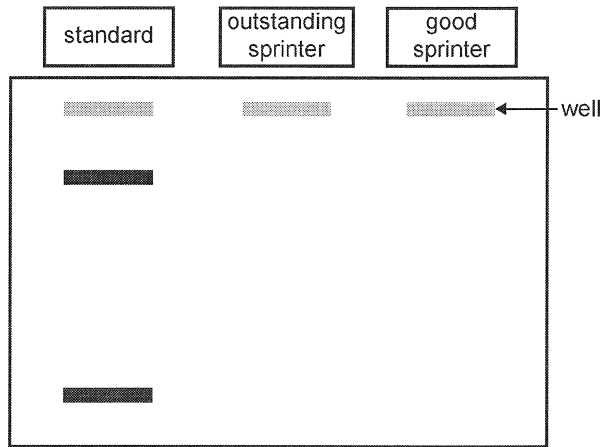 standard
outstanding
sprinter
good
sprinter
well